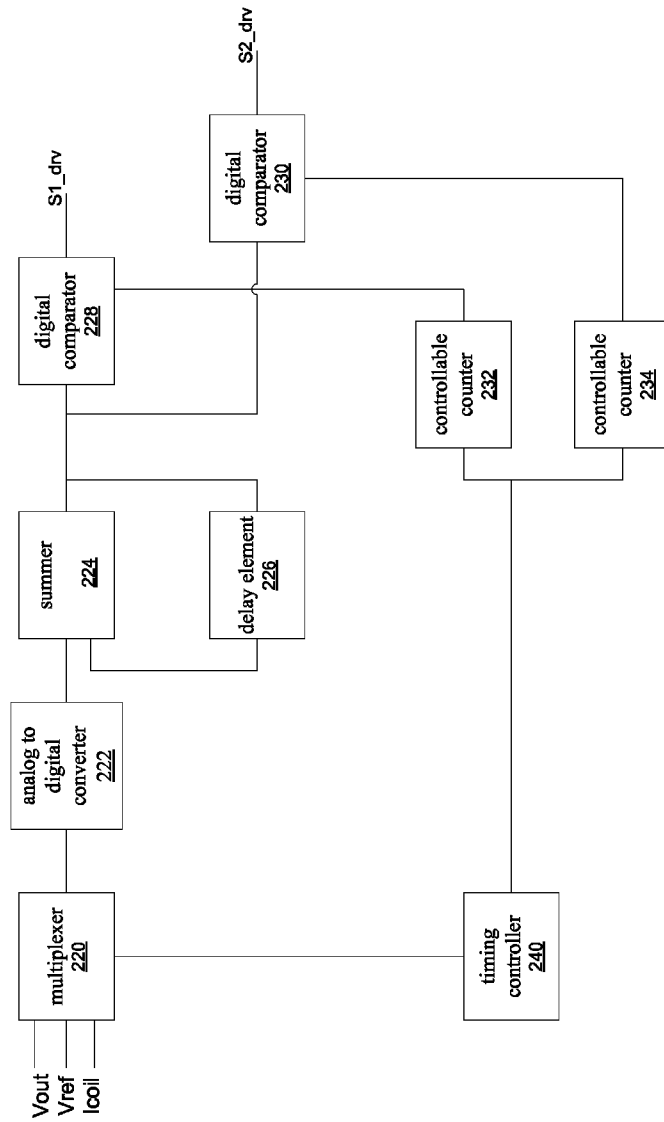 Vout
Vref
Icoil
multiplexer
220
analog to
digital
converter
222
summer
224
delay element
226
digital
comparator
228
S1_drv
digital
comparator
230
S2_drv
timing
controller
240
controllable
counter
232
controllable
counter
234